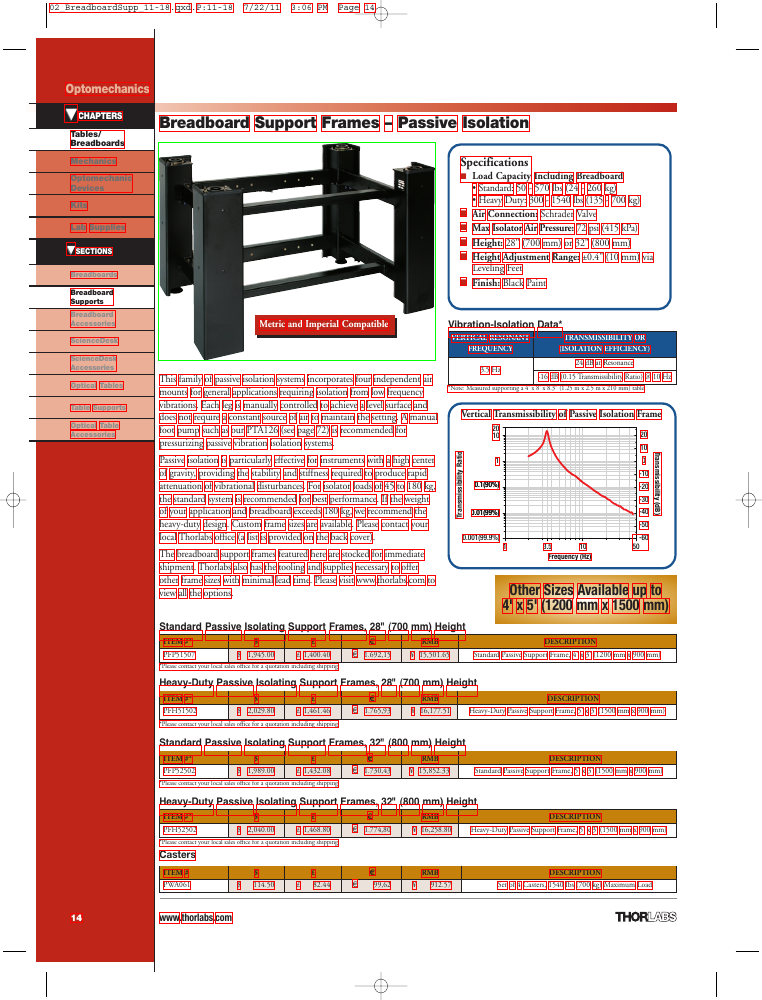 02 BreadboardSupp 11-18.qxd.P:11-18 7/22/11 3:06 PM Page 14
Optomechanics
CHAPTERS
Tables/
Breadboards
Mechanics
Optomechanic
Devices
Kits
Lab Supplies
SECTIONS
Breadboards
Breadboard
Supports
Breadboard
Accessories
ScienceDesk
ScienceDesk
Accessories
Optical Tables
Table Supports
Optical Table
Accessories
14
Breadboard Support Frames – Passive Isolation
Metric and Imperial Compatible
Specifications
Load Capacity Including Breadboard
• Standard: 50 - 570 lbs (24 - 260 kg)
• Heavy Duty: 300 - 1540 lbs (135 - 700 kg)
Air Connection: Schrader Valve
Max Isolator Air Pressure: 72 psi (415 kPa)
Height: 28" (700 mm) or 32" (800 mm)
Height Adjustment Range: ±0.4" (10 mm) via
Leveling Feet
Finish: Black Paint
Vibration-Isolation Data*
VERTICAL RESONANT
FREQUENCY
TRANSMISSIBILITY OR
(ISOLATION EFFICIENCY)
3.5 Hz
24 dB at Resonance
-16 dB (0.15 Transmissibility Ratio) @ 10 Hz
*Note: Measured supporting a 4' x 8' x 8.3" (1.25 m x 2.5 m x 210 mm) table
This family of passive isolation systems incorporates four independent air
mounts for general applications requiring isolation from low frequency
vibrations. Each leg is manually controlled to achieve a level surface and
does not require a constant source of air to maintain the setting. A manual
foot pump such as our PTA126 (see page 72) is recommended for
pressurizing passive vibration isolation systems.
Passive isolation is particularly effective for instruments with a high center
of gravity, providing the stability and stiffness required to produce rapid
attenuation of vibrational disturbances. For isolator loads of 45 to 180 kg,
the standard system is recommended for best performance. If the weight
of your application and breadboard exceeds 180 kg, we recommend the
heavy-duty design. Custom frame sizes are available. Please contact your
local Thorlabs office (a list is provided on the back cover).
The breadboard support frames featured here are stocked for immediate
shipment. Thorlabs also has the tooling and supplies necessary to offer
other frame sizes with minimal lead time. Please visit www.thorlabs.com to
view all the options.
Vertical Transmissibility of Passive Isolation Frame
Transmissibility Ratio
20
10
1
0.1(90%)
0.01(99%)
0.001(99.9%)
20
10
0
-10
-20
-30
-40
-50
-60
Transmissibility (dB)
1 3.5 10 50
Frequency (Hz)
Other Sizes Available up to
4' x 5' (1200 mm x 1500 mm)
Standard Passive Isolating Support Frames, 28" (700 mm) Height
ITEM #* $ £ € RMB DESCRIPTION
PFP51507 $ 1,945.00 £ 1,400.40 € 1.692,15 ¥ 15,501.65 Standard Passive Support Frame, 4' x 3' (1200 mm x 900 mm)
*Please contact your local sales office for a quotation including shipping
Heavy-Duty Passive Isolating Support Frames, 28" (700 mm) Height
ITEM #* $ £ € RMB DESCRIPTION
PFH51502 $ 2,029.80 £ 1,461.46 € 1.765,93 ¥ 16,177.51 Heavy-Duty Passive Support Frame, 5' x 3' (1500 mm x 900 mm)
*Please contact your local sales office for a quotation including shipping
Standard Passive Isolating Support Frames, 32" (800 mm) Height
ITEM #* $ £ € RMB DESCRIPTION
PFP52502 $ 1,989.00 £ 1,432.08 € 1.730,43 ¥ 15,852.33 Standard Passive Support Frame, 5' x 3' (1500 mm x 900 mm)
*Please contact your local sales office for a quotation including shipping
Heavy-Duty Passive Isolating Support Frames, 32" (800 mm) Height
ITEM #* $ £ € RMB DESCRIPTION
PFH52502 $ 2,040.00 £ 1,468.80 € 1.774,80 ¥ 16,258.80 Heavy-Duty Passive Support Frame, 5' x 3' (1500 mm x 900 mm)
*Please contact your local sales office for a quotation including shipping
Casters
ITEM # $ £ € RMB DESCRIPTION
PWA061 $ 114.50 £ 82.44 € 99,62 ¥ 912.57 Set of 4 Casters, 1540 lbs (700 kg) Maximum Load
www.thorlabs.com
THORLABS